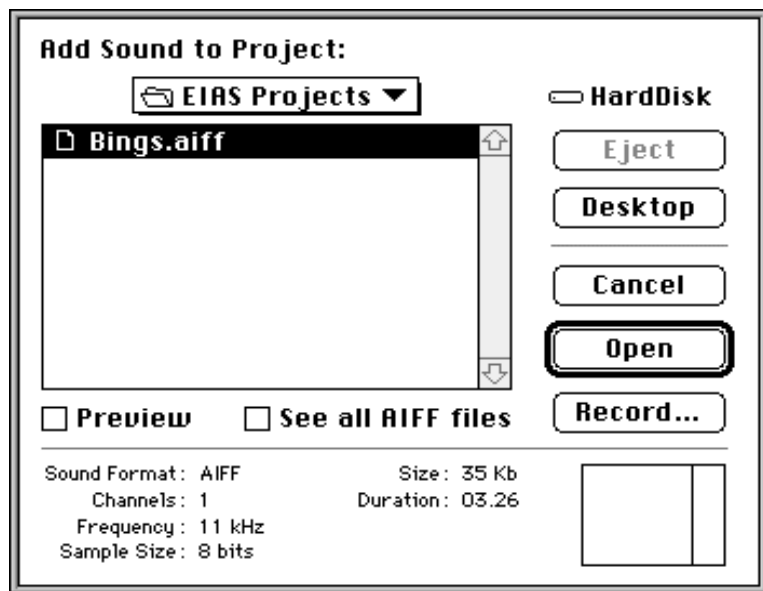 Add Sound to Project:
EIAS Projects
HardDisk
Bings.aiff
Eject
Desktop
Cancel
Open
Preview
See all AIFF files
Record...
Sound Format: AIFF
Size: 35 Kb
Channels: 1
Duration: 03.26
Frequency: 11 kHz
Sample Size: 8 bits